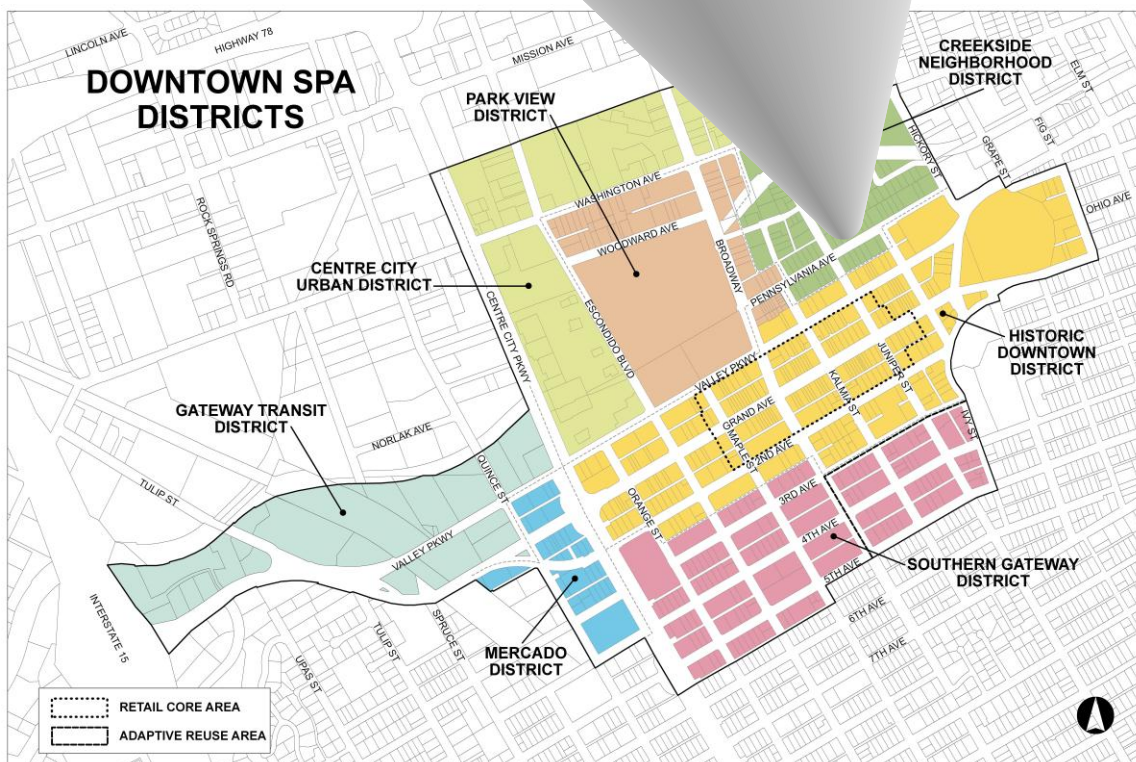 LINCOLN AVE
HIGHWAY 78
MISSION AVE
DOWNTOWN SPA
DISTRICTS
PARK VIEW
DISTRICT
CREEKSIDE
NEIGHBORHOOD
DISTRICT
ELM ST
FIG ST
GRAPE ST
HICKORY ST
OHIO AVE
ROCK SPRINGS RD
WASHINGTON AVE
WOODWARD AVE
BROADWAY
PENNSYLVANIA AVE
CENTRE CITY
URBAN DISTRICT
CENTRE CITY PKWY
ESCONDIDO BLVD
HISTORIC
DOWNTOWN
DISTRICT
VALLEY PKWY
JUNIPER ST
KALMIA ST
GRAND AVE
MAPLE ST
2ND AVE
IVY ST
GATEWAY TRANSIT
DISTRICT
NORLAK AVE
QUINCE ST
TULIP ST
ORANGE ST
3RD AVE
4TH AVE
5TH AVE
VALLEY PKWY
SOUTHERN GATEWAY
DISTRICT
6TH AVE
7TH AVE
INTERSTATE 15
UPAS ST
TULIP ST
SPRUCE ST
MERCADO
DISTRICT
RETAIL CORE AREA
ADAPTIVE REUSE AREA